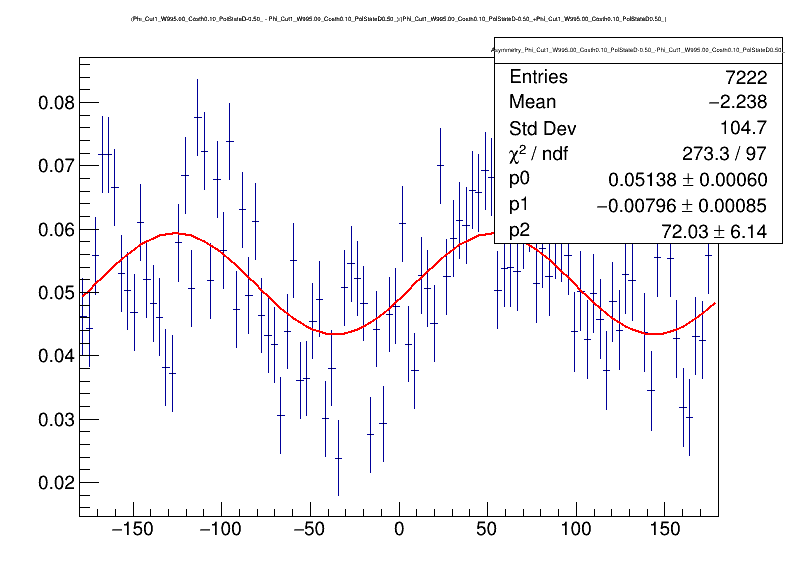 (Phi_Cut1_W995.00_Costh0.10_PolStateD-0.50_ - Phi_Cut1_W995.00_Costh0.10_PolStateD0.50_)/(Phi_Cut1_W995.00_Costh0.10_PolStateD-0.50_+Phi_Cut1_W995.00_Costh0.10_PolStateD0.50_)
Asymmetry_Phi_Cut1_W995.00_Costh0.10_PolStateD-0.50_-Phi_Cut1_W995.00_Costh0.10_PolStateD0.50_
Entries 7222
Mean −2.238
Std Dev 104.7
χ² / ndf 273.3 / 97
p0 0.05138 ± 0.00060
p1 −0.00796 ± 0.00085
p2 72.03 ± 6.14
0.08
0.07
0.06
0.05
0.04
0.03
0.02
−150 −100 −50 0 50 100 150